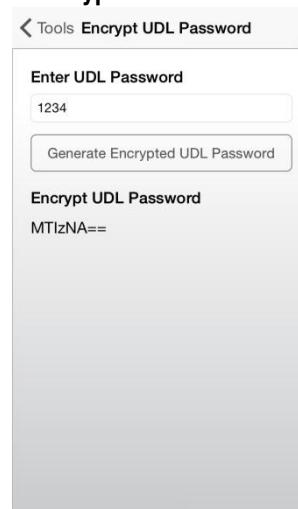 Tools Encrypt UDL Password
Enter UDL Password
1234
Generate Encrypted UDL Password
Encrypt UDL Password
MTIzNA==